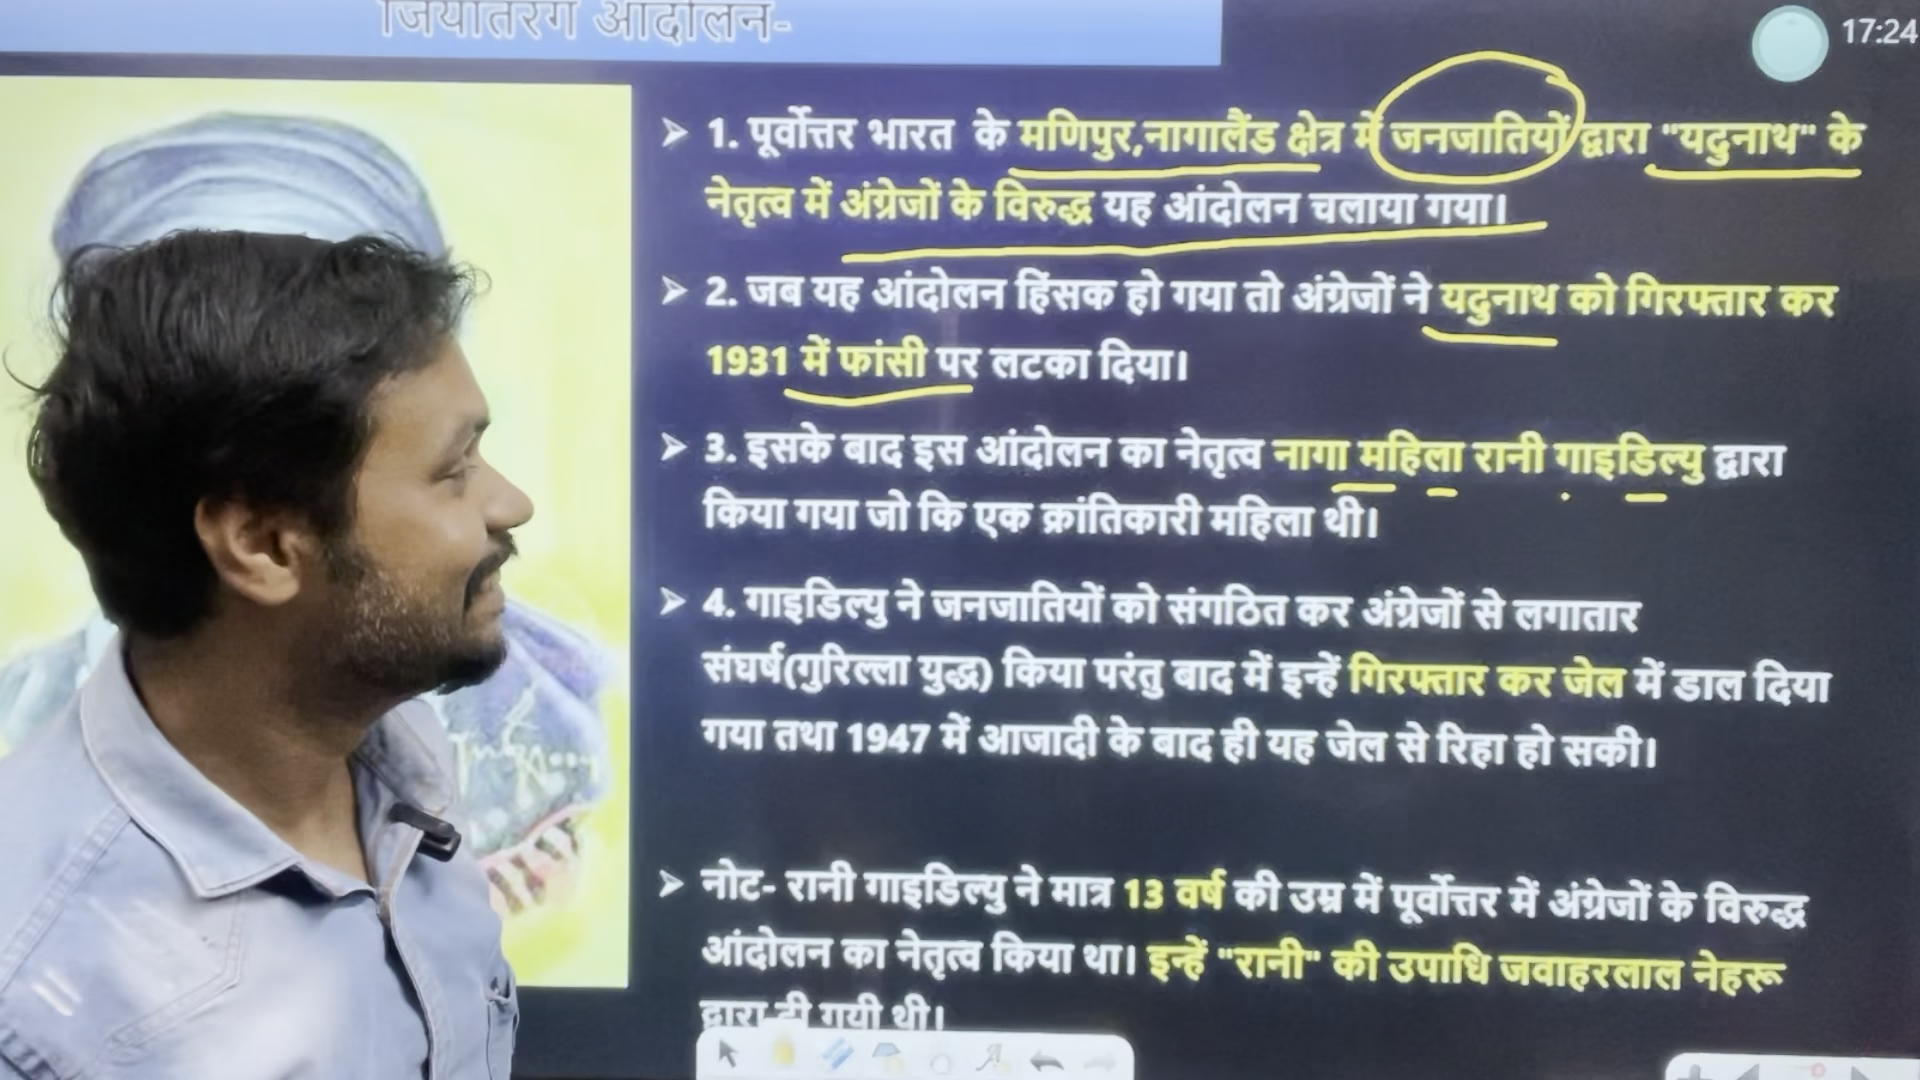 जियातरंग आंदोलन-
17:24
➤ 1. पूर्वोत्तर भारत के मणिपुर,नागालैंड क्षेत्र में जनजातियों द्वारा "यदुनाथ" के
नेतृत्व में अंग्रेजों के विरुद्ध यह आंदोलन चलाया गया।
➤ 2. जब यह आंदोलन हिंसक हो गया तो अंग्रेजों ने यदुनाथ को गिरफ्तार कर
1931 में फांसी पर लटका दिया।
➤ 3. इसके बाद इस आंदोलन का नेतृत्व नागा महिला रानी गाइडिल्यु द्वारा
किया गया जो कि एक क्रांतिकारी महिला थी।
➤ 4. गाइडिल्यु ने जनजातियों को संगठित कर अंग्रेजों से लगातार
संघर्ष(गुरिल्ला युद्ध) किया परंतु बाद में इन्हें गिरफ्तार कर जेल में डाल दिया
गया तथा 1947 में आजादी के बाद ही यह जेल से रिहा हो सकी।
➤ नोट- रानी गाइडिल्यु ने मात्र 13 वर्ष की उम्र में पूर्वोत्तर में अंग्रेजों के विरुद्ध
आंदोलन का नेतृत्व किया था। इन्हें "रानी" की उपाधि जवाहरलाल नेहरू
द्वारा दी गयी थी।